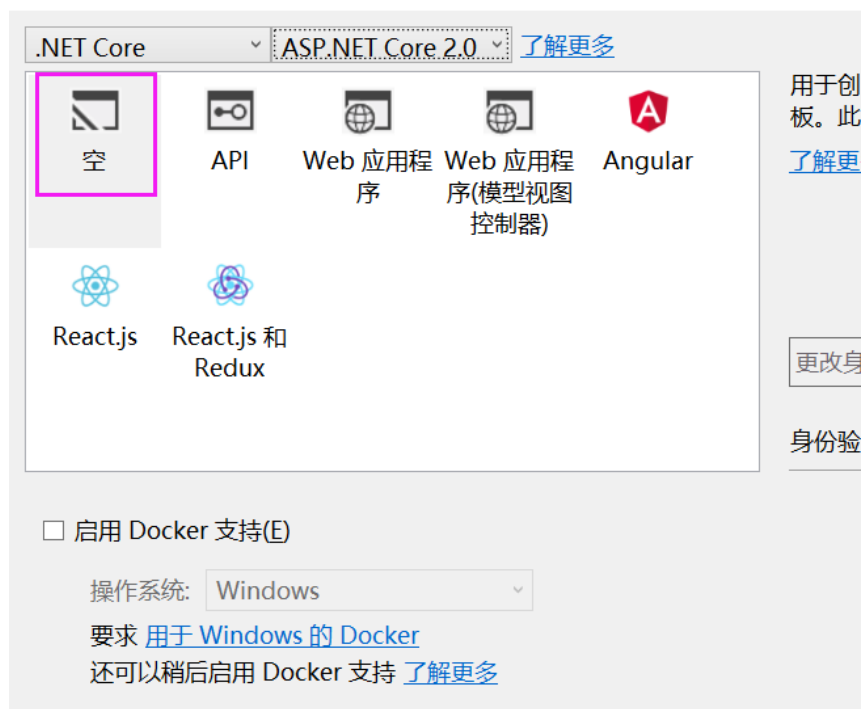 .NET Core ASP.NET Core 2.0 了解更多
用于创
板。此
空 API Web 应用程 Web 应用程 Angular
了解更
序 序(模型视图
控制器)
React.js React.js 和
Redux
更改身
身份验
启用 Docker 支持(E)
操作系统: Windows
要求 用于 Windows 的 Docker
还可以稍后启用 Docker 支持 了解更多